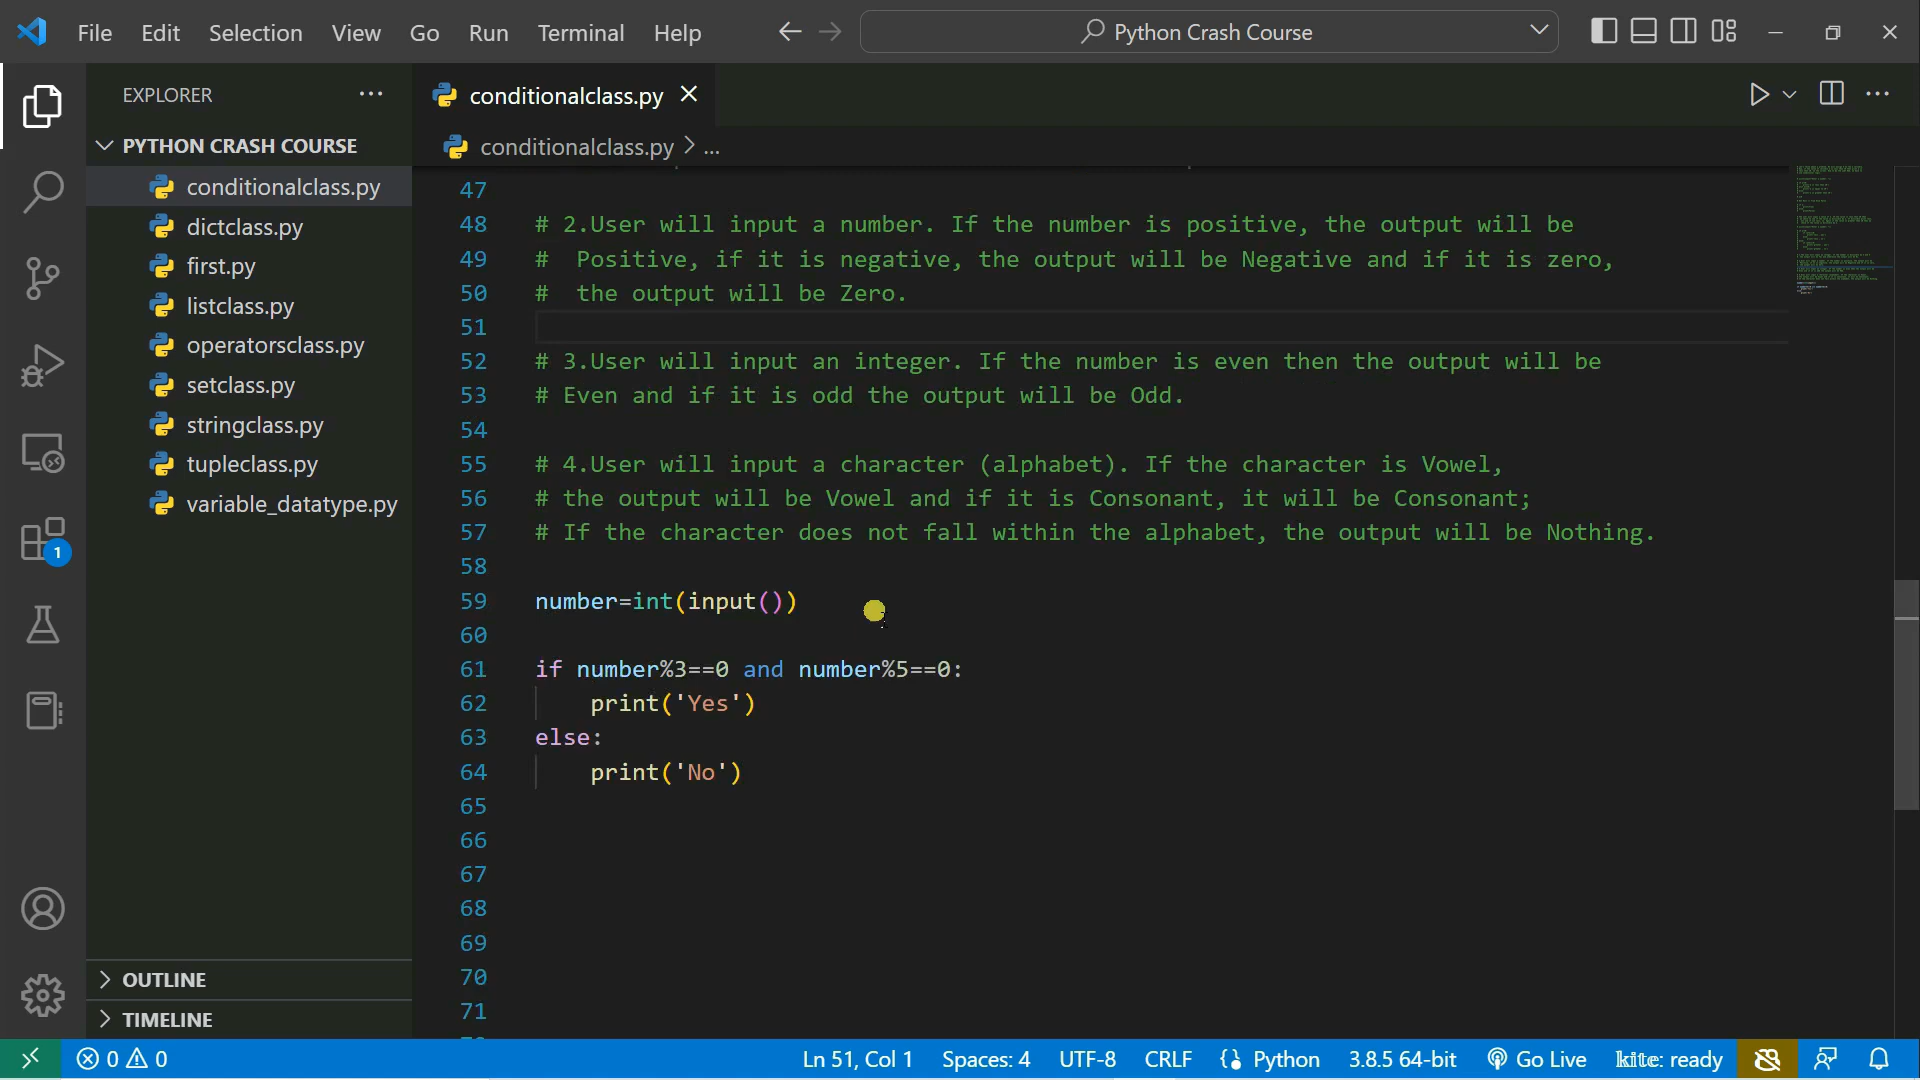 File Edit Selection View Go Run Terminal Help
Python Crash Course
EXPLORER
PYTHON CRASH COURSE
conditionalclass.py
dictclass.py
first.py
listclass.py
operatorsclass.py
setclass.py
stringclass.py
tupleclass.py
variable_datatype.py
OUTLINE
TIMELINE
1
conditionalclass.py
conditionalclass.py > ...
47
48 # 2.User will input a number. If the number is positive, the output will be
49 #  Positive, if it is negative, the output will be Negative and if it is zero,
50 #  the output will be Zero.
51
52 # 3.User will input an integer. If the number is even then the output will be
53 # Even and if it is odd the output will be Odd.
54
55 # 4.User will input a character (alphabet). If the character is Vowel,
56 # the output will be Vowel and if it is Consonant, it will be Consonant;
57 # If the character does not fall within the alphabet, the output will be Nothing.
58
59 number=int(input())
60
61 if number%3==0 and number%5==0:
62     print('Yes')
63 else:
64     print('No')
65
66
67
68
69
70
71
0 0 Ln 51, Col 1 Spaces: 4 UTF-8 CRLF Python 3.8.5 64-bit Go Live kite: ready